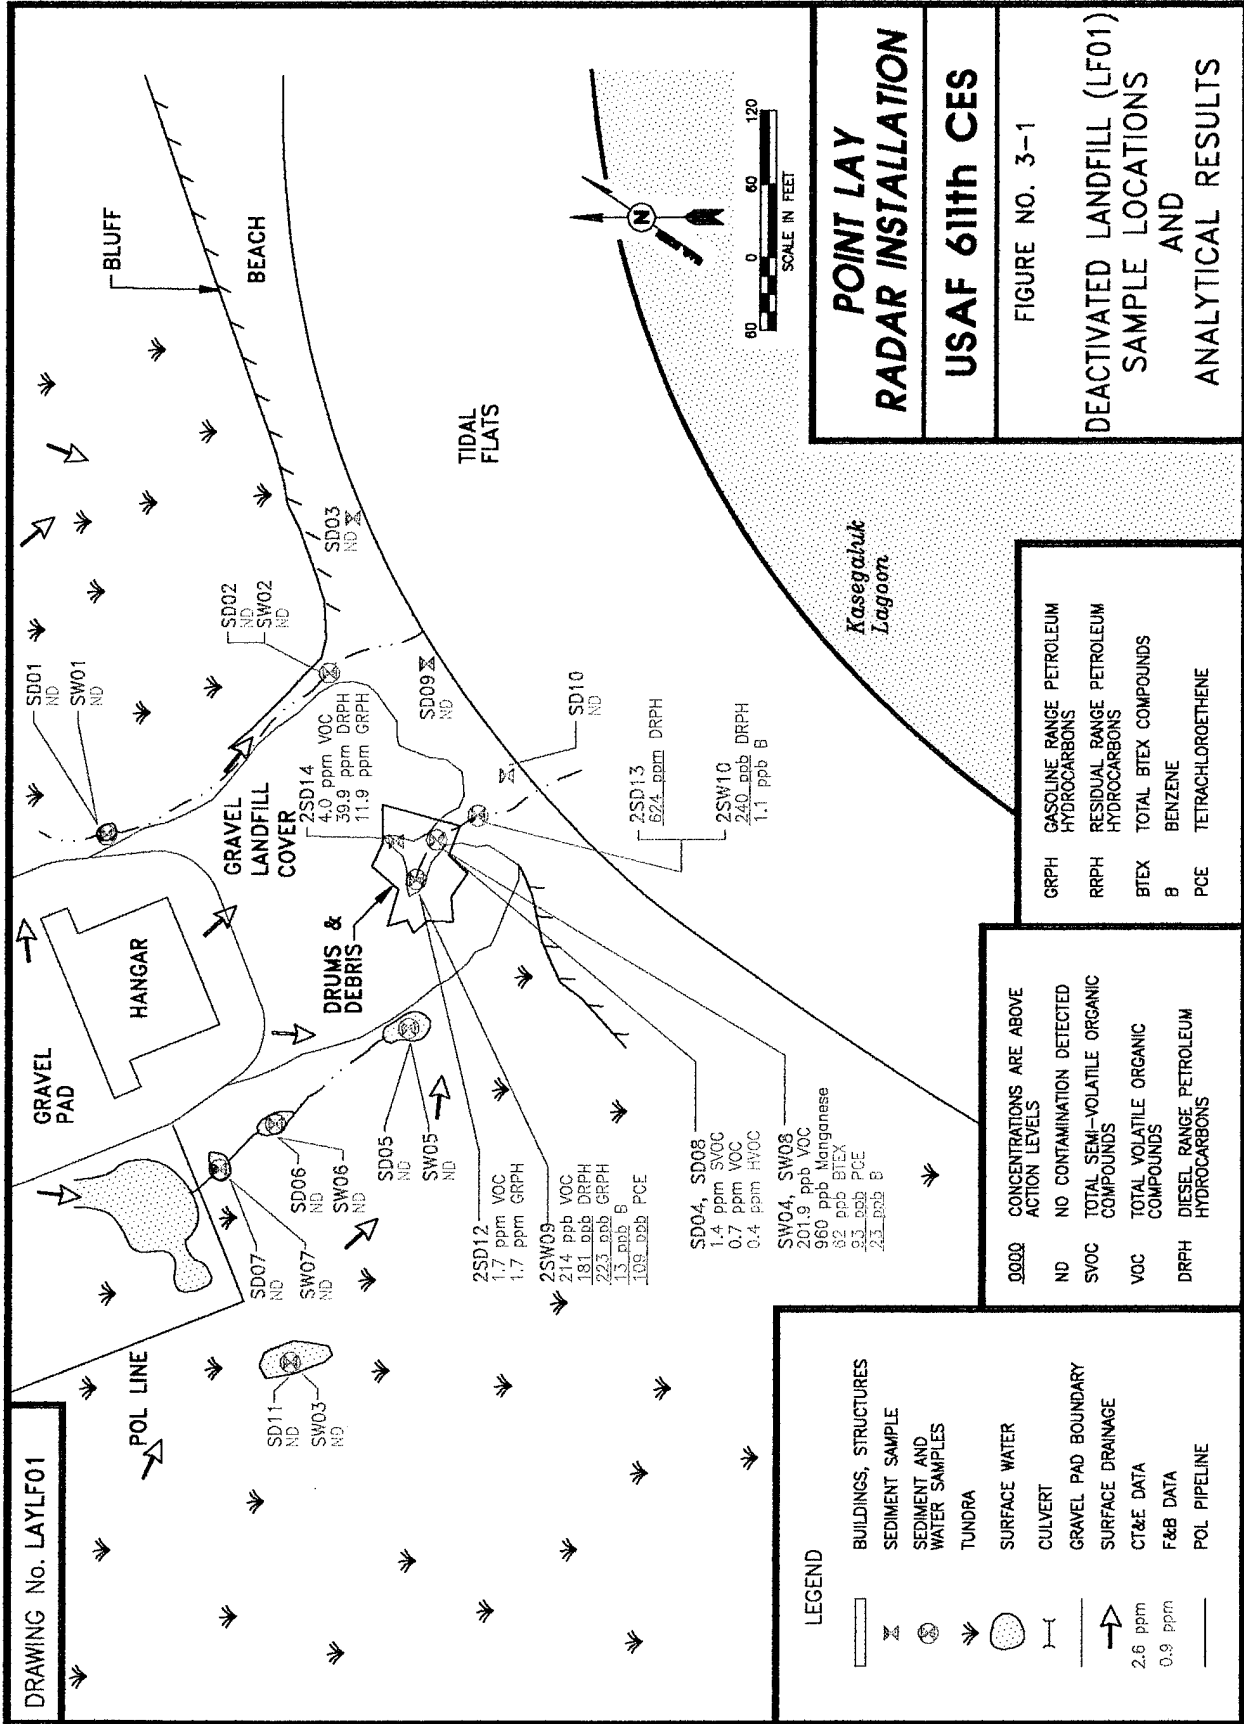 DRAWING No. LAYLF01
POL LINE
GRAVEL
PAD
HANGAR
GRAVEL
LANDFILL
COVER
DRUMS &
DEBRIS
BLUFF
BEACH
TIDAL
FLATS
Kasegaluk
Lagoon
SD01
ND
SW01
ND
SD02
ND
SW02
ND
SD03
ND
SD09
ND
SD10
ND
2SD14
4.0 ppm VOC
39.9 ppm DRPH
11.9 ppm GRPH
2SD13
624 ppm DRPH
2SW10
240 ppb DRPH
1.1 ppb B
SD11
ND
SW03
ND
SD07
ND
SW07
ND
SD06
ND
SW06
ND
SD05
ND
SW05
ND
2SD12
1.7 ppm VOC
1.7 ppm GRPH
2SW09
214 ppb VOC
181 ppb DRPH
223 ppb GRPH
13 ppb B
109 ppb PCE
SD04, SD08
1.4 ppm SVOC
0.7 ppm VOC
0.4 ppm HVOC
SW04, SW08
201.9 ppb VOC
960 ppb Manganese
62 ppb BTEX
93 ppb PCE
23 ppb B
N
60 0 60 120
SCALE IN FEET
LEGEND
BUILDINGS, STRUCTURES
SEDIMENT SAMPLE
SEDIMENT AND
WATER SAMPLES
TUNDRA
SURFACE WATER
CULVERT
GRAVEL PAD BOUNDARY
SURFACE DRAINAGE
2.6 ppm CT&E DATA
0.9 ppm F&B DATA
POL PIPELINE
0000 CONCENTRATIONS ARE ABOVE
ACTION LEVELS
ND NO CONTAMINATION DETECTED
SVOC TOTAL SEMI-VOLATILE ORGANIC
COMPOUNDS
VOC TOTAL VOLATILE ORGANIC
COMPOUNDS
DRPH DIESEL RANGE PETROLEUM
HYDROCARBONS
GRPH GASOLINE RANGE PETROLEUM
HYDROCARBONS
RRPH RESIDUAL RANGE PETROLEUM
HYDROCARBONS
BTEX TOTAL BTEX COMPOUNDS
B BENZENE
PCE TETRACHLOROETHENE
POINT LAY
RADAR INSTALLATION
USAF 611th CES
FIGURE NO. 3-1
DEACTIVATED LANDFILL (LF01)
SAMPLE LOCATIONS
AND
ANALYTICAL RESULTS